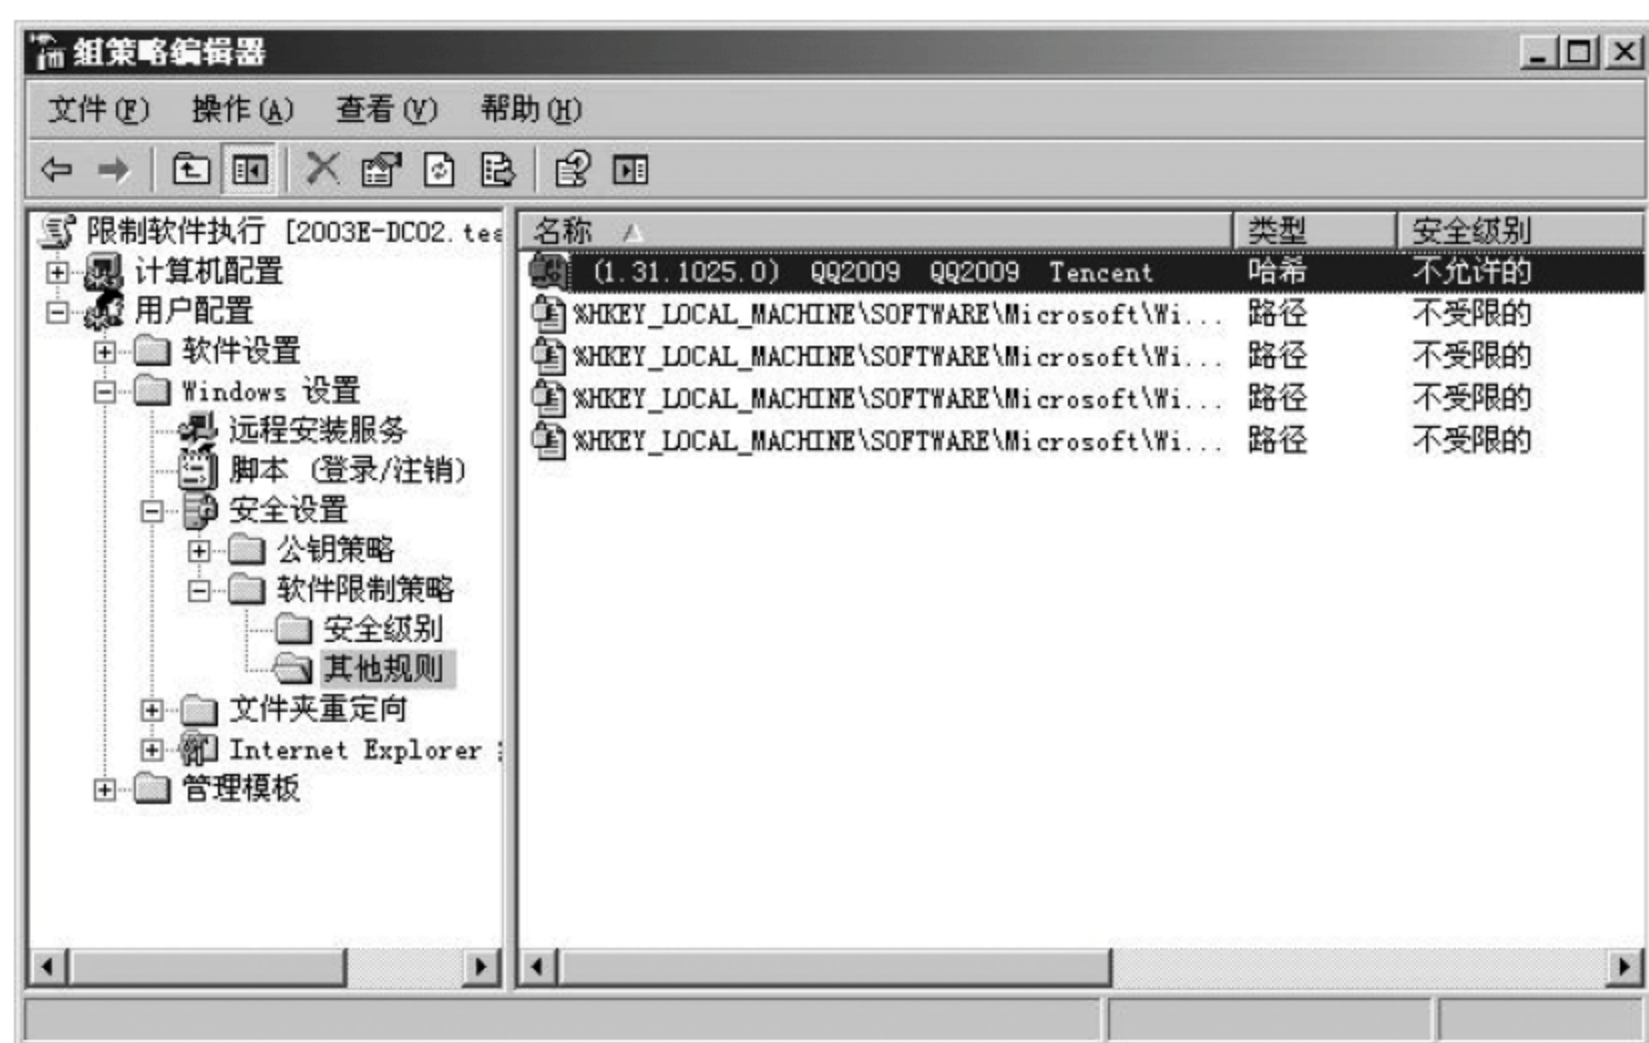 组策略编辑器
文件(F) 操作(A) 查看(V) 帮助(H)
限制软件执行 [2003E-DC02.tes
计算机配置
用户配置
软件设置
Windows 设置
远程安装服务
脚本 (登录/注销)
安全设置
公钥策略
软件限制策略
安全级别
其他规则
文件夹重定向
Internet Explorer
管理模板
名称 类型 安全级别
(1.31.1025.0) QQ2009 QQ2009 Tencent 哈希 不允许的
%HKEY_LOCAL_MACHINE\SOFTWARE\Microsoft\Wi... 路径 不受限的
%HKEY_LOCAL_MACHINE\SOFTWARE\Microsoft\Wi... 路径 不受限的
%HKEY_LOCAL_MACHINE\SOFTWARE\Microsoft\Wi... 路径 不受限的
%HKEY_LOCAL_MACHINE\SOFTWARE\Microsoft\Wi... 路径 不受限的